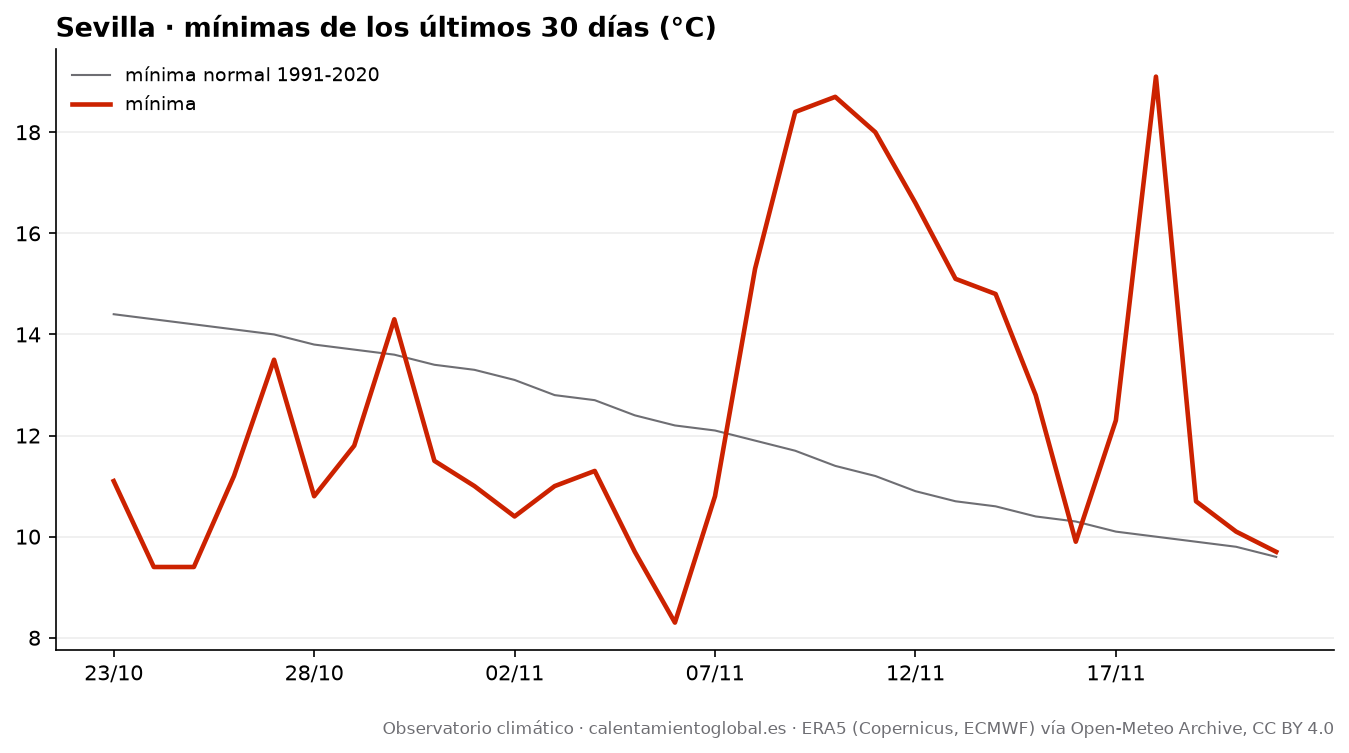 Sevilla · mínimas de los últimos 30 días (°C)
mínima normal 1991-2020
mínima
18
16
14
12
10
8
23/10 28/10 02/11 07/11 12/11 17/11
Observatorio climático · calentamientoglobal.es · ERA5 (Copernicus, ECMWF) vía Open-Meteo Archive, CC BY 4.0